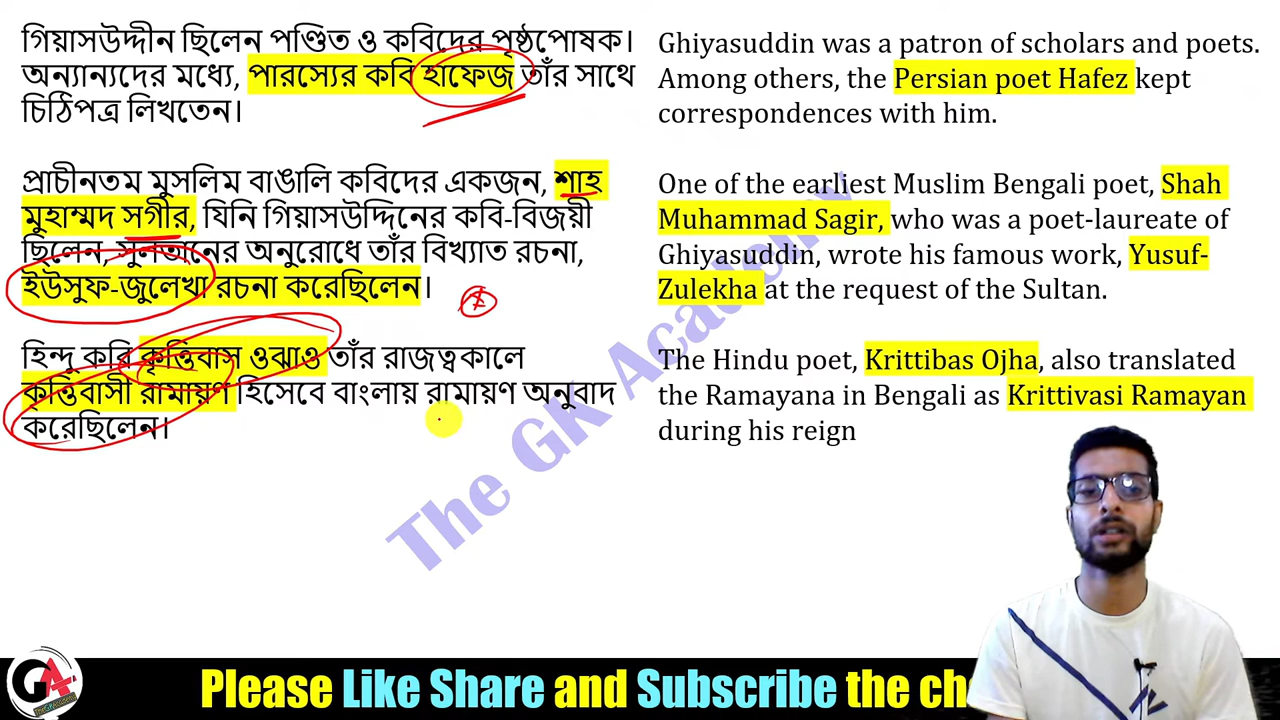 গিয়াসউদ্দীন ছিলেন পণ্ডিত ও কবিদের পৃষ্ঠপোষক।
অন্যান্যদের মধ্যে, পারস্যের কবি হাফেজ তাঁর সাথে
চিঠিপত্র লিখতেন।
প্রাচীনতম মুসলিম বাঙালি কবিদের একজন, শাহ
মুহাম্মদ সগীর, যিনি গিয়াসউদ্দিনের কবি-বিজয়ী
ছিলেন, সুলতানের অনুরোধে তাঁর বিখ্যাত রচনা,
ইউসুফ-জুলেখা রচনা করেছিলেন।
হিন্দু কবি কৃত্তিবাস ওঝাও তাঁর রাজত্বকালে
কৃত্তিবাসী রামায়ণ হিসেবে বাংলায় রামায়ণ অনুবাদ
করেছিলেন।
Ghiyasuddin was a patron of scholars and poets.
Among others, the Persian poet Hafez kept
correspondences with him.
One of the earliest Muslim Bengali poet, Shah
Muhammad Sagir, who was a poet-laureate of
Ghiyasuddin, wrote his famous work, Yusuf-
Zulekha at the request of the Sultan.
The Hindu poet, Krittibas Ojha, also translated
the Ramayana in Bengali as Krittivasi Ramayan
during his reign
The GK Academy
GA
Please Like Share and Subscribe the